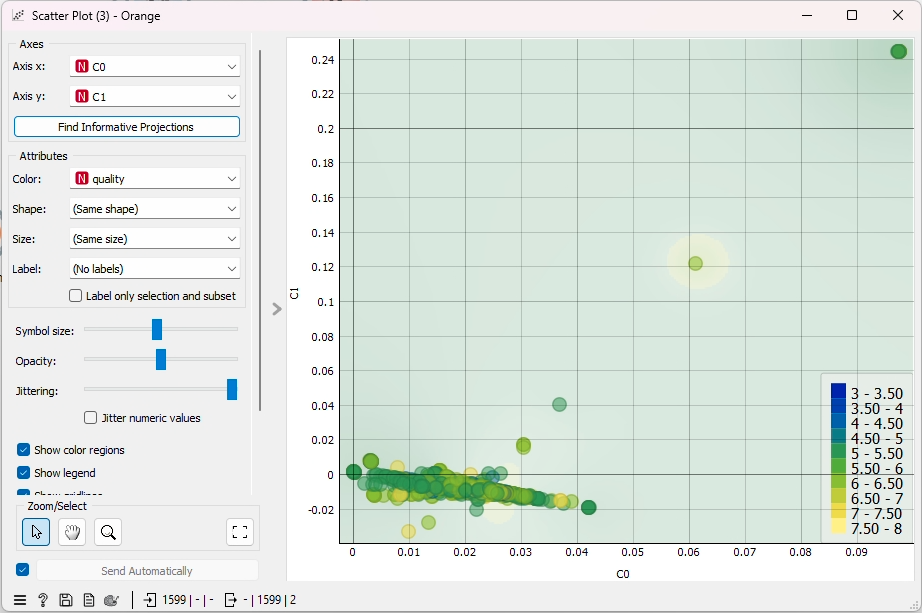 Scatter Plot (3) - Orange
Axes
Axis x: N C0
Axis y: N C1
Find Informative Projections
Attributes
Color: N quality
Shape: (Same shape)
Size: (Same size)
Label: (No labels)
Label only selection and subset
Symbol size:
Opacity:
Jittering:
Jitter numeric values
Show color regions
Show legend
Show gridlines
Zoom/Select
Send Automatically
1599 | - | -
- | 1599 | 2
0.24
0.22
0.2
0.18
0.16
0.14
0.12
0.1
0.08
0.06
0.04
0.02
0
-0.02
C1
0 0.01 0.02 0.03 0.04 0.05 0.06 0.07 0.08 0.09
C0
3 - 3.50
3.50 - 4
4 - 4.50
4.50 - 5
5 - 5.50
5.50 - 6
6 - 6.50
6.50 - 7
7 - 7.50
7.50 - 8